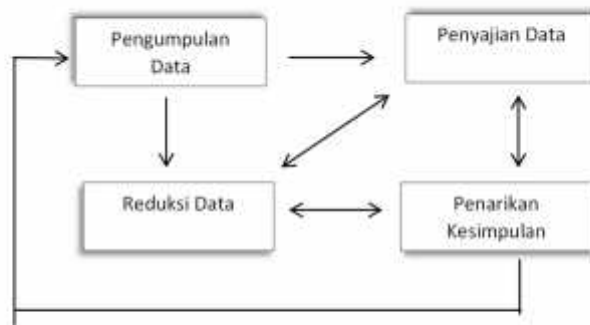 Pengumpulan
Data
Penyajian Data
Reduksi Data
Penarikan
Kesimpulan